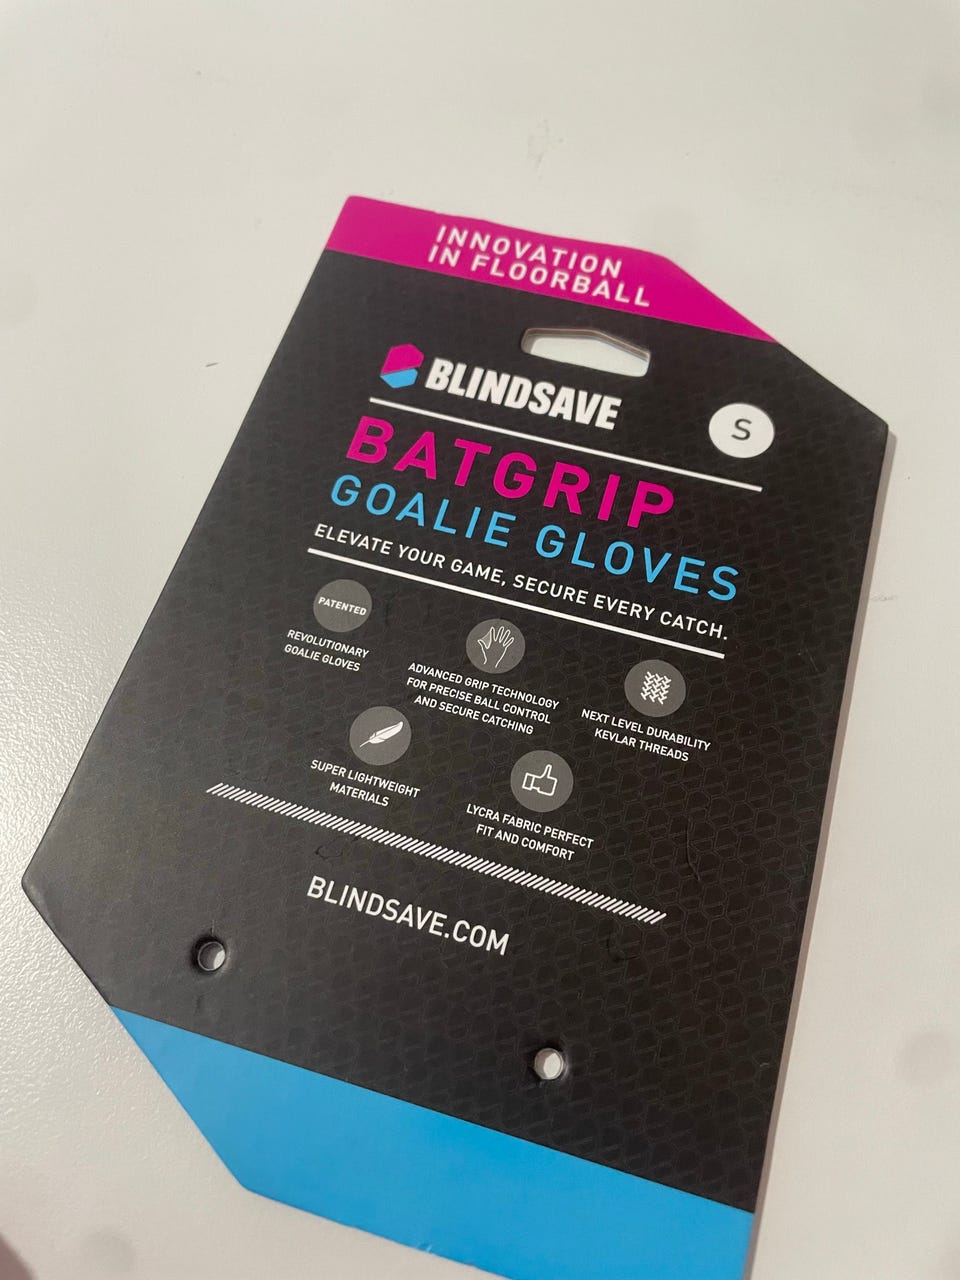 INNOVATION
IN FLOORBALL
BLINDSAVE
S
BATGRIP
GOALIE GLOVES
ELEVATE YOUR GAME, SECURE EVERY CATCH.
PATENTED
REVOLUTIONARY
GOALIE GLOVES
ADVANCED GRIP TECHNOLOGY
FOR PRECISE BALL CONTROL
AND SECURE CATCHING
NEXT LEVEL DURABILITY
KEVLAR THREADS
SUPER LIGHTWEIGHT
MATERIALS
LYCRA FABRIC PERFECT
FIT AND COMFORT
BLINDSAVE.COM